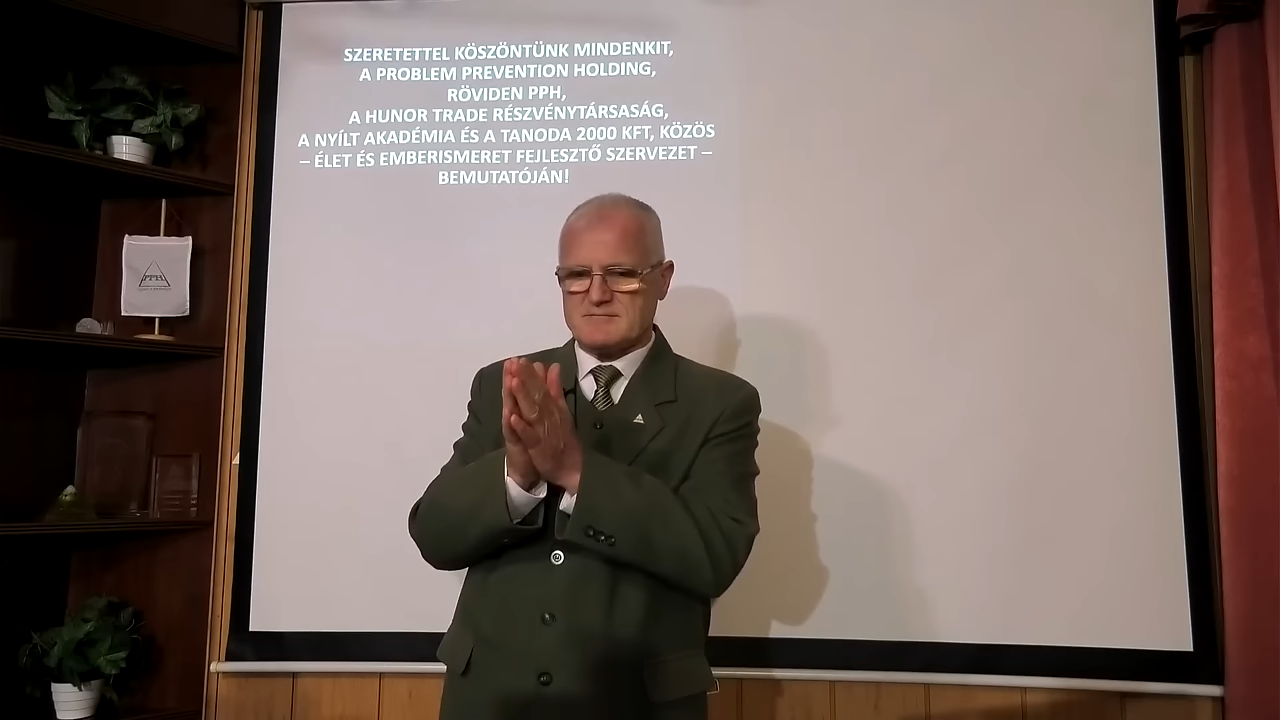 SZERETETTEL KÖSZÖNTÜNK MINDENKIT,
A PROBLEM PREVENTION HOLDING,
RÖVIDEN PPH,
A HUNOR TRADE RÉSZVÉNYTÁRSASÁG,
A NYÍLT AKADÉMIA ÉS A TANODA 2000 KFT, KÖZÖS
– ÉLET ÉS EMBERISMERET FEJLESZTŐ SZERVEZET –
BEMUTATÓJÁN!
PPH